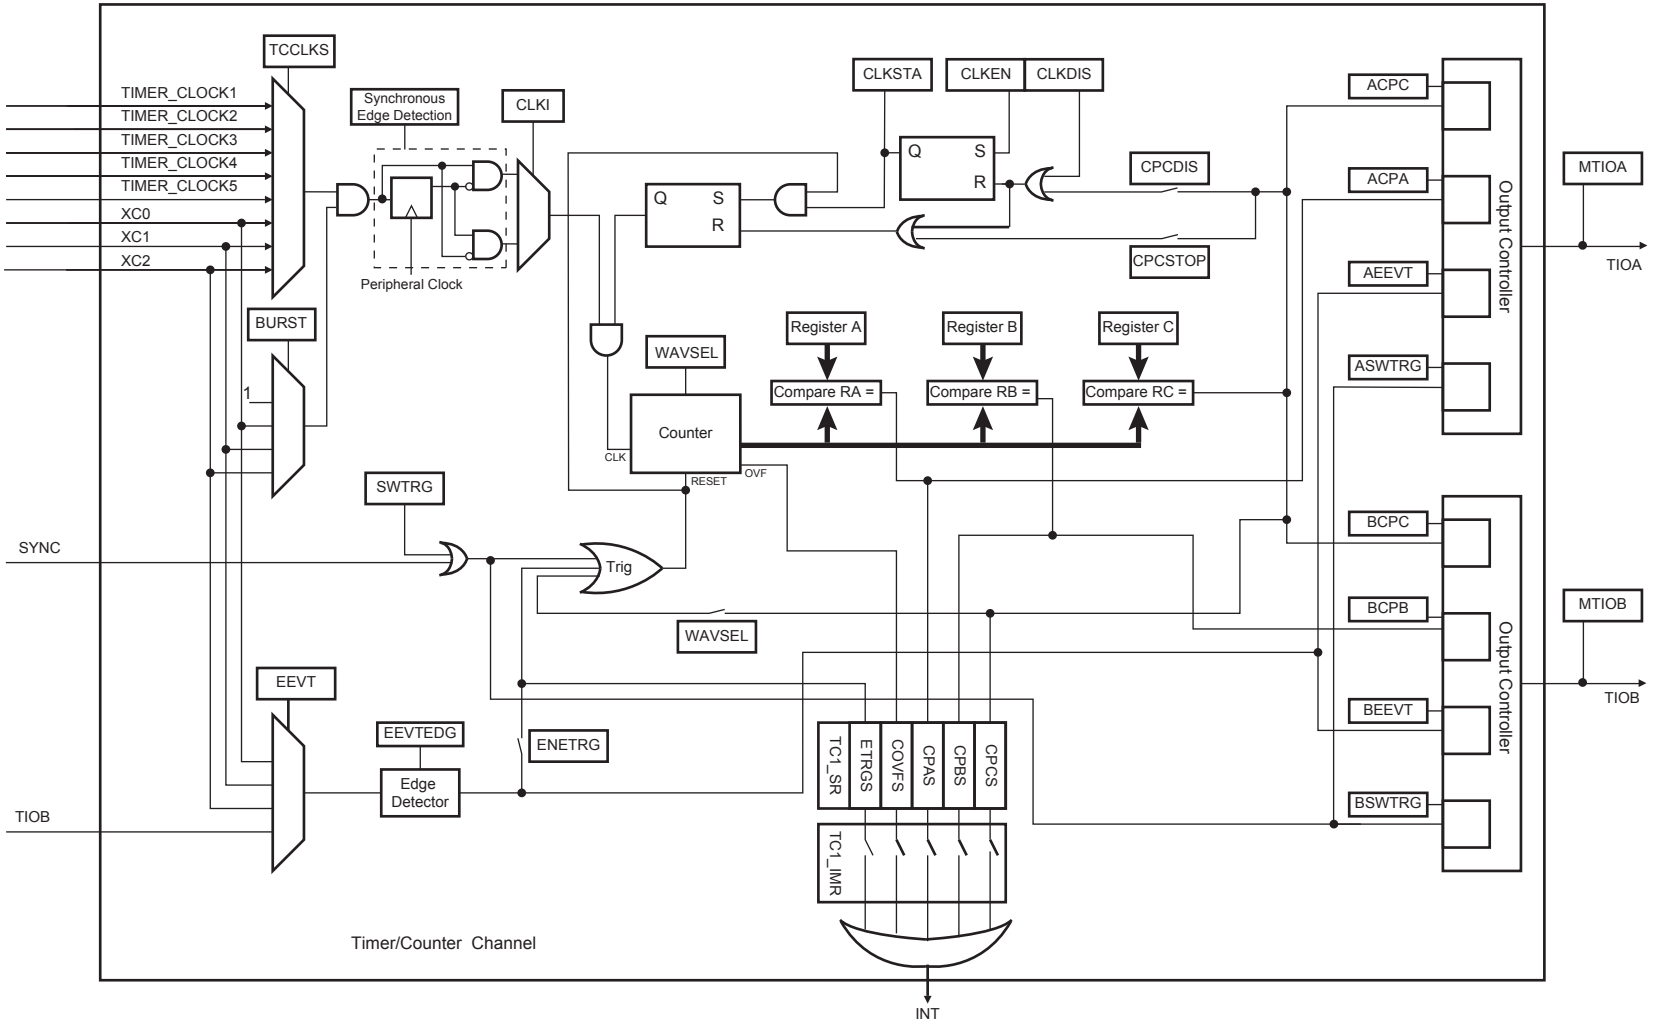 TCCLKS
TIMER_CLOCK1
TIMER_CLOCK2
TIMER_CLOCK3
TIMER_CLOCK4
TIMER_CLOCK5
XC0
XC1
XC2
Synchronous
Edge Detection
CLKI
Peripheral Clock
BURST
1
CLKSTA
CLKEN
CLKDIS
Q
S
R
Q
S
R
CPCDIS
CPCSTOP
ACPC
ACPA
AEEVT
ASWTRG
Output Controller
MTIOA
TIOA
Register A
Register B
Register C
Compare RA =
Compare RB =
Compare RC =
WAVSEL
Counter
CLK
RESET
OVF
SWTRG
SYNC
Trig
WAVSEL
BCPC
BCPB
BEEVT
BSWTRG
Output Controller
MTIOB
TIOB
EEVT
EEVTEDG
Edge
Detector
ENETRG
TIOB
TC1_SR
ETRGS
COVFS
CPAS
CPBS
CPCS
TC1_IMR
Timer/Counter Channel
INT